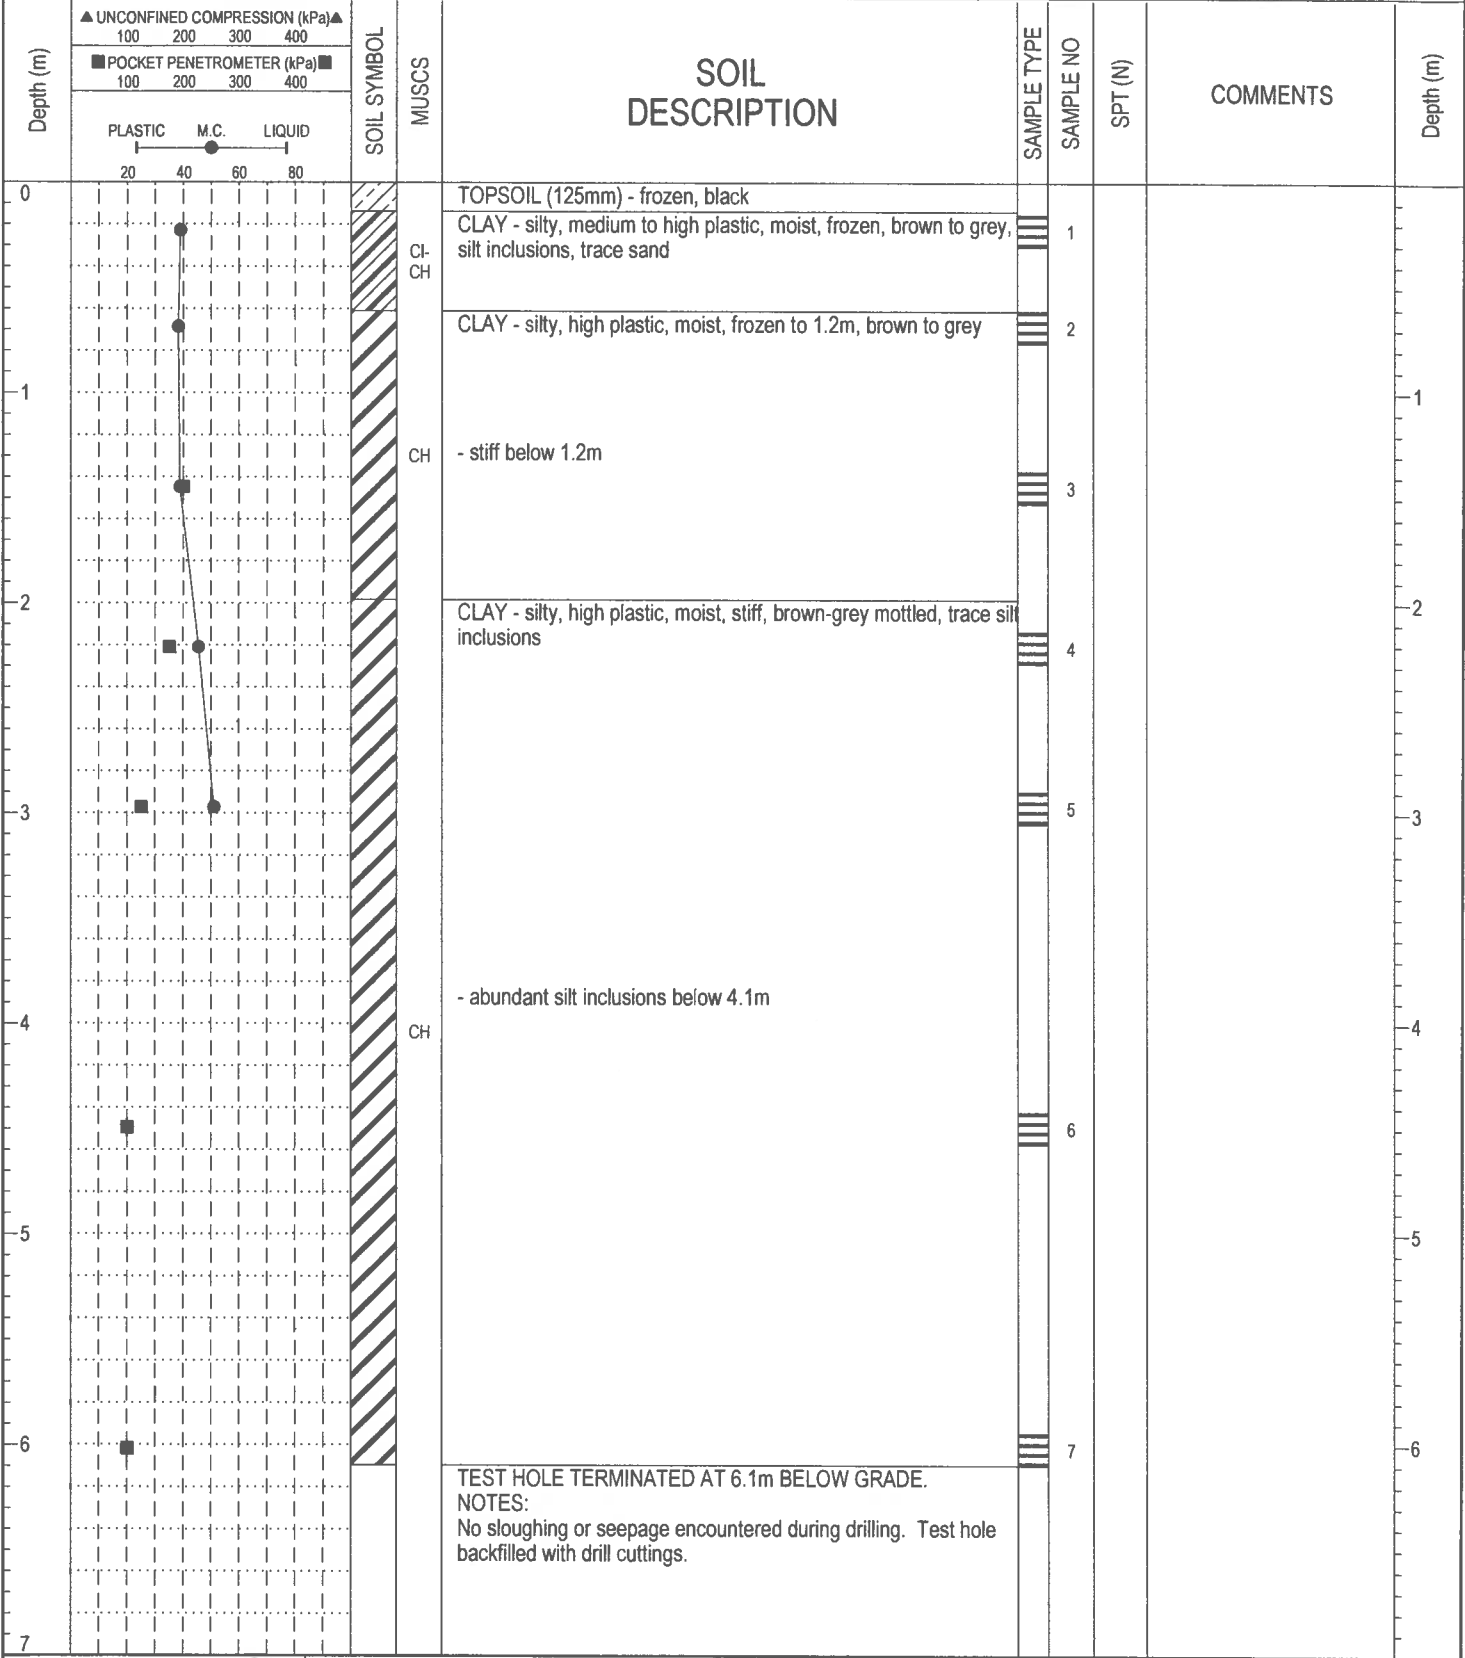 ▲ UNCONFINED COMPRESSION (kPa) ▲
100 200 300 400
■ POCKET PENETROMETER (kPa) ■
100 200 300 400
PLASTIC M.C. LIQUID
20 40 60 80
Depth (m)
SOIL SYMBOL
MUSCS
SOIL
DESCRIPTION
SAMPLE TYPE
SAMPLE NO
SPT (N)
COMMENTS
Depth (m)
0
TOPSOIL (125mm) - frozen, black
CLAY - silty, medium to high plastic, moist, frozen, brown to grey,
silt inclusions, trace sand
CI-
CH
1
CLAY - silty, high plastic, moist, frozen to 1.2m, brown to grey
2
1
1
CH
- stiff below 1.2m
3
2
2
CLAY - silty, high plastic, moist, stiff, brown-grey mottled, trace silt
inclusions
4
3
5
3
- abundant silt inclusions below 4.1m
4
CH
4
6
5
5
6
7
6
TEST HOLE TERMINATED AT 6.1m BELOW GRADE.
NOTES:
No sloughing or seepage encountered during drilling. Test hole
backfilled with drill cuttings.
7